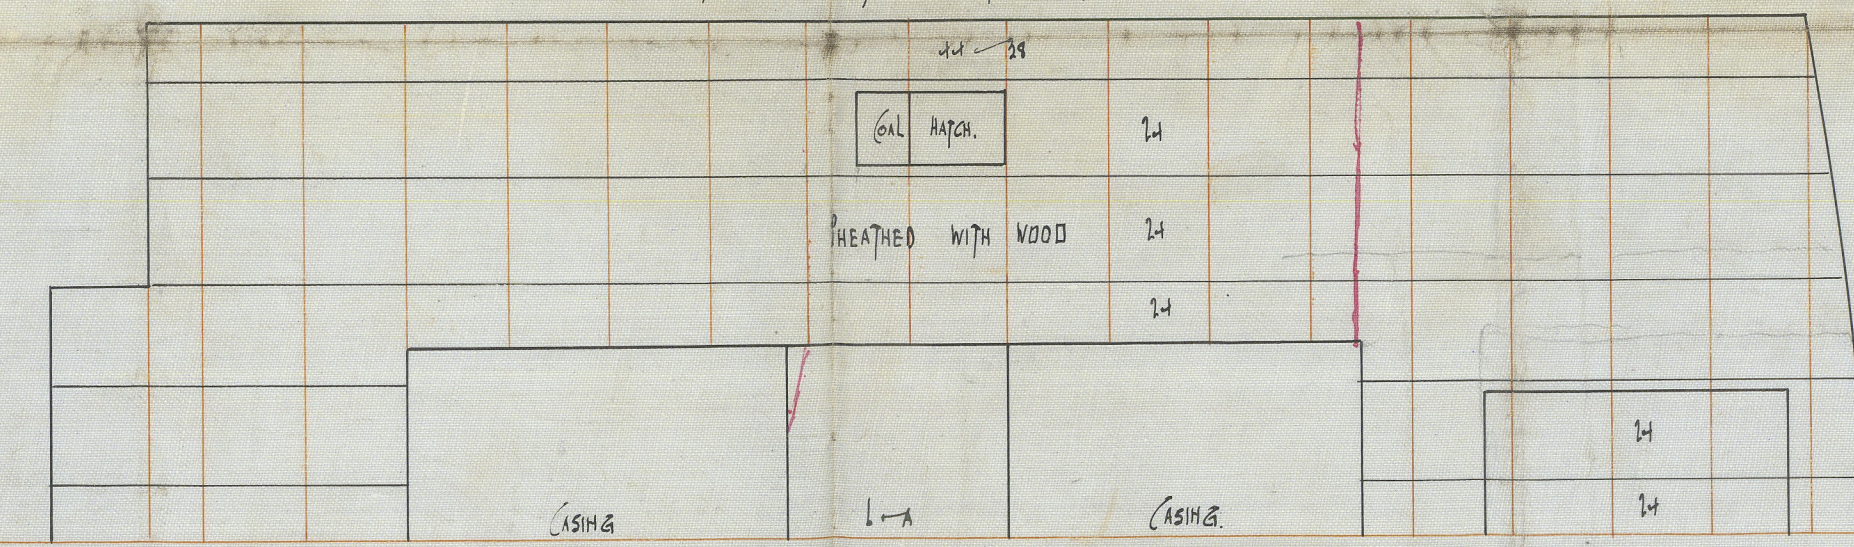 COAL HATCH.
24
SHEATHED WITH WOOD
24
24
24
24
CASING
CASING.